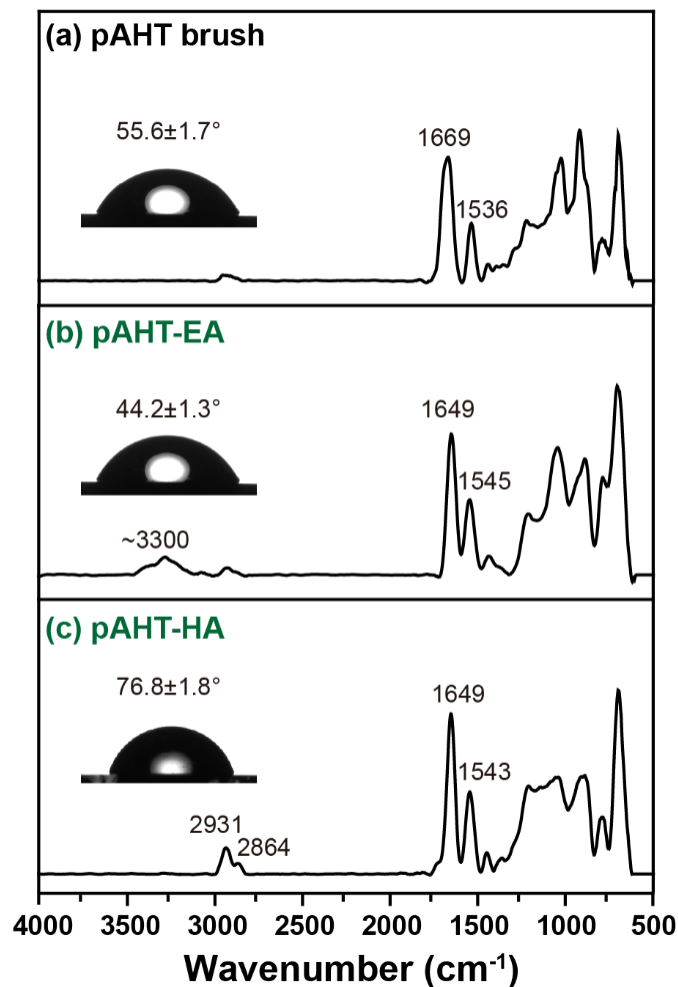 (a) pAHT brush
55.6±1.7°
1669
1536
(b) pAHT-EA
44.2±1.3°
1649
1545
~3300
(c) pAHT-HA
76.8±1.8°
1649
1543
2931
2864
4000 3500 3000 2500 2000 1500 1000 500
Wavenumber (cm⁻¹)